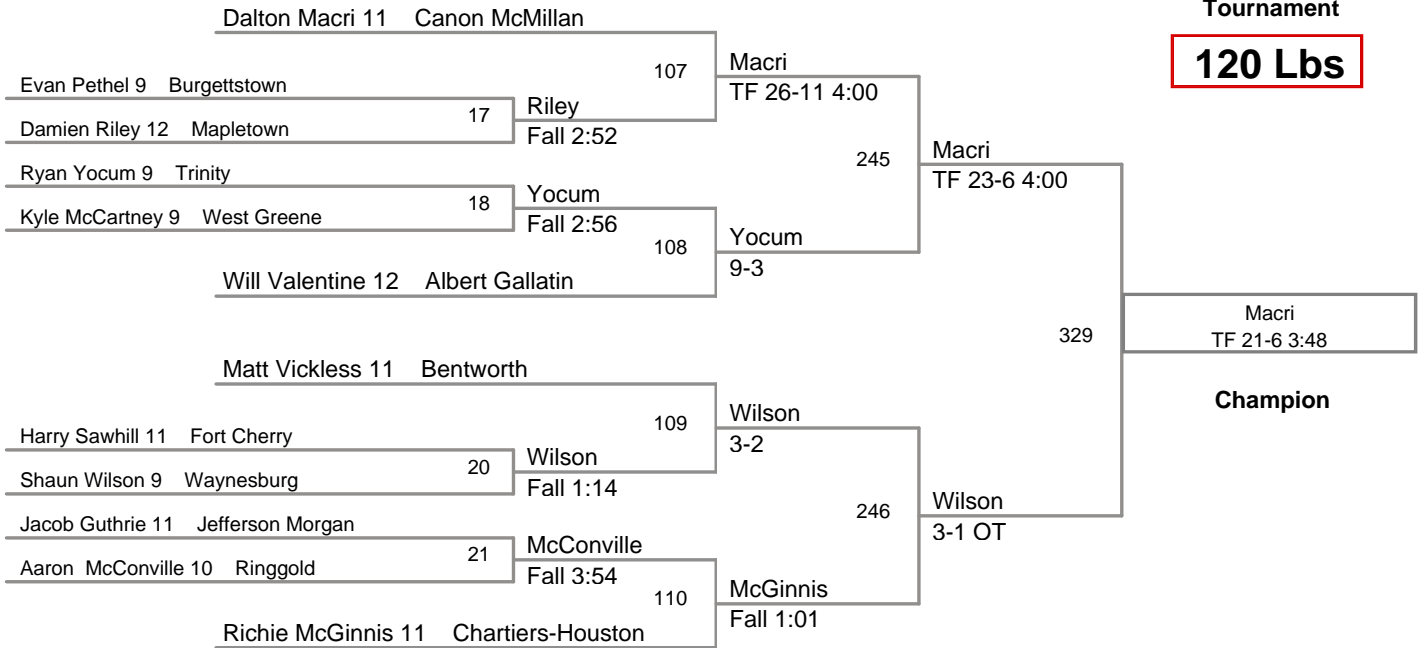 Tournament
120 Lbs
Dalton Macri 11 Canon McMillan
107
Macri
TF 26-11 4:00
Evan Pethel 9 Burgettstown
17
Riley
Fall 2:52
Damien Riley 12 Mapletown
245
Macri
TF 23-6 4:00
Ryan Yocum 9 Trinity
18
Yocum
Fall 2:56
Kyle McCartney 9 West Greene
108
Yocum
9-3
Will Valentine 12 Albert Gallatin
329
Macri
TF 21-6 3:48
Champion
Matt Vickless 11 Bentworth
109
Wilson
3-2
Harry Sawhill 11 Fort Cherry
20
Wilson
Fall 1:14
Shaun Wilson 9 Waynesburg
246
Wilson
3-1 OT
Jacob Guthrie 11 Jefferson Morgan
21
McConville
Fall 3:54
Aaron McConville 10 Ringgold
110
McGinnis
Fall 1:01
Richie McGinnis 11 Chartiers-Houston